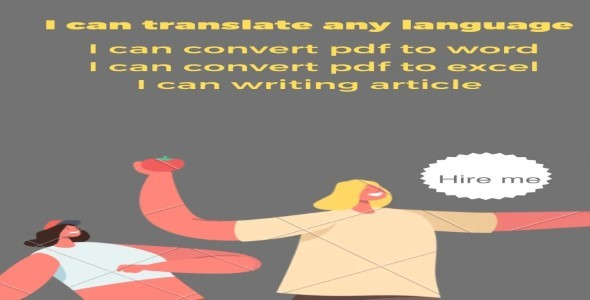 I can translate any language
I can convert pdf to word
I can convert pdf to excel
I can writing article
Hire me